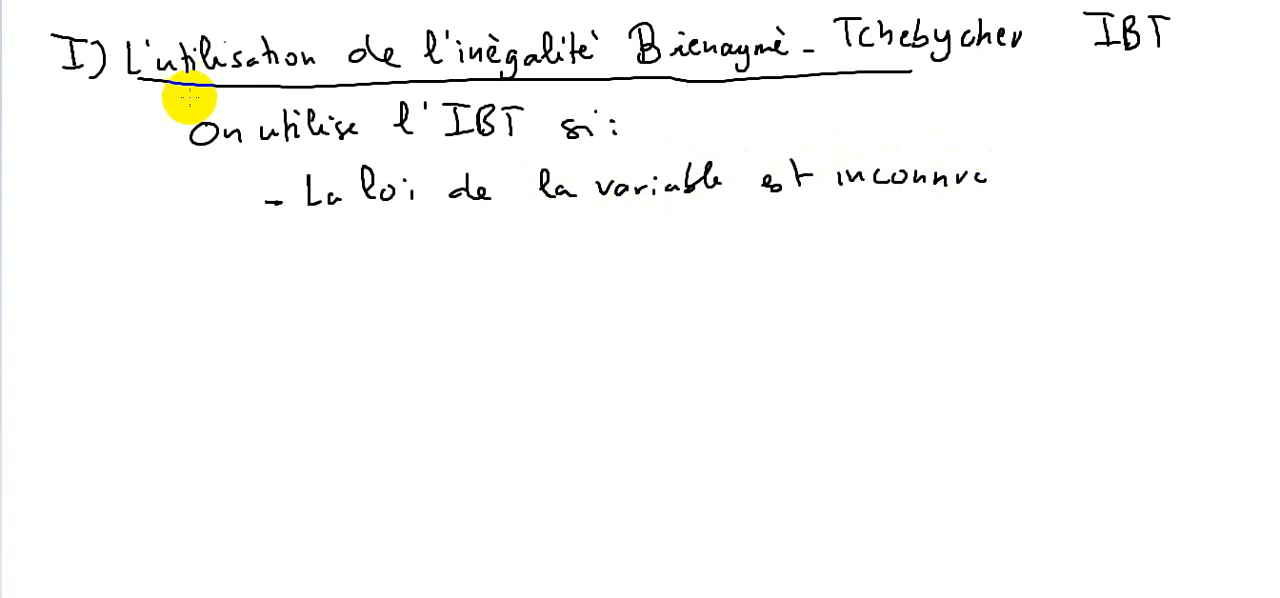 I) L'utilisation de l'inègalitè Bienaymè - Tchebychev IBT
On utilise l'IBT si :
- La loi de la variable est inconnue